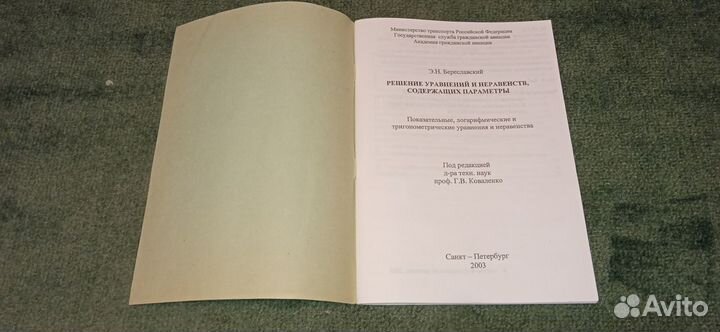 Министерство транспорта Российской Федерации
Государственная служба гражданской авиации
Академия гражданской авиации
Э.Н. Береславский
РЕШЕНИЕ УРАВНЕНИЙ И НЕРАВЕНСТВ,
СОДЕРЖАЩИХ ПАРАМЕТРЫ
Показательные, логарифмические и
тригонометрические уравнения и неравенства
Под редакцией
д-ра техн. наук
проф. Г.В. Коваленко
Санкт – Петербург
2003
Avito